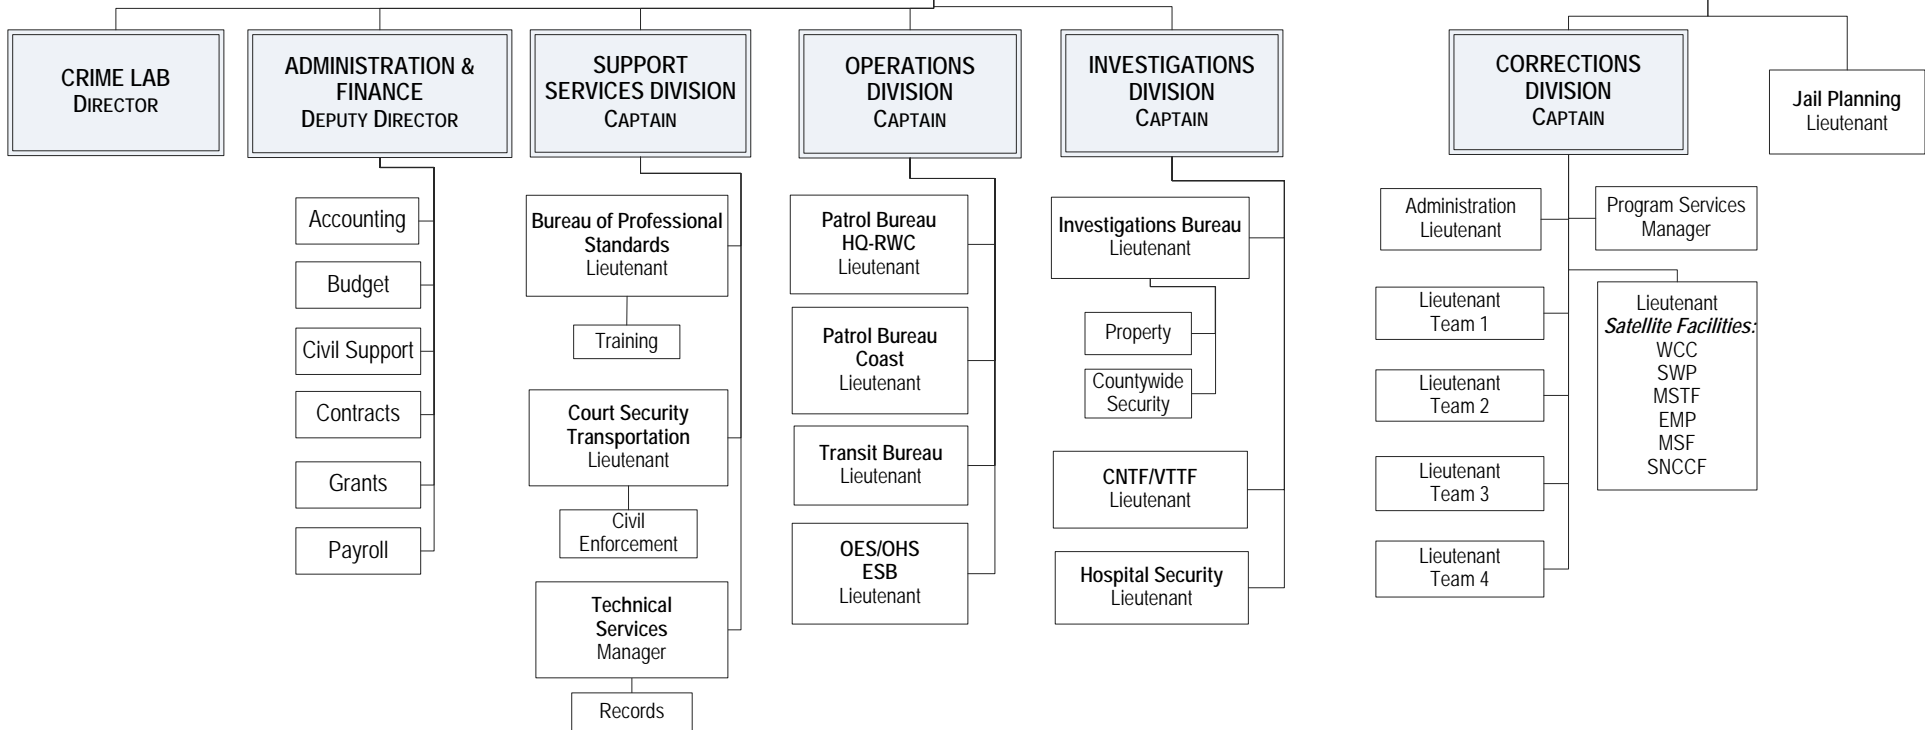 CRIME LAB
DIRECTOR
ADMINISTRATION &
FINANCE
DEPUTY DIRECTOR
Accounting
Budget
Civil Support
Contracts
Grants
Payroll
SUPPORT
SERVICES DIVISION
CAPTAIN
Bureau of Professional
Standards
Lieutenant
Training
Court Security
Transportation
Lieutenant
Civil
Enforcement
Technical
Services
Manager
Records
OPERATIONS
DIVISION
CAPTAIN
Patrol Bureau
HQ-RWC
Lieutenant
Patrol Bureau
Coast
Lieutenant
Transit Bureau
Lieutenant
OES/OHS
ESB
Lieutenant
INVESTIGATIONS
DIVISION
CAPTAIN
Investigations Bureau
Lieutenant
Property
Countywide
Security
CNTF/VTTF
Lieutenant
Hospital Security
Lieutenant
CORRECTIONS
DIVISION
CAPTAIN
Administration
Lieutenant
Program Services
Manager
Lieutenant
Team 1
Lieutenant
Team 2
Lieutenant
Team 3
Lieutenant
Team 4
Lieutenant
Satellite Facilities:
WCC
SWP
MSTF
EMP
MSF
SNCCF
Jail Planning
Lieutenant